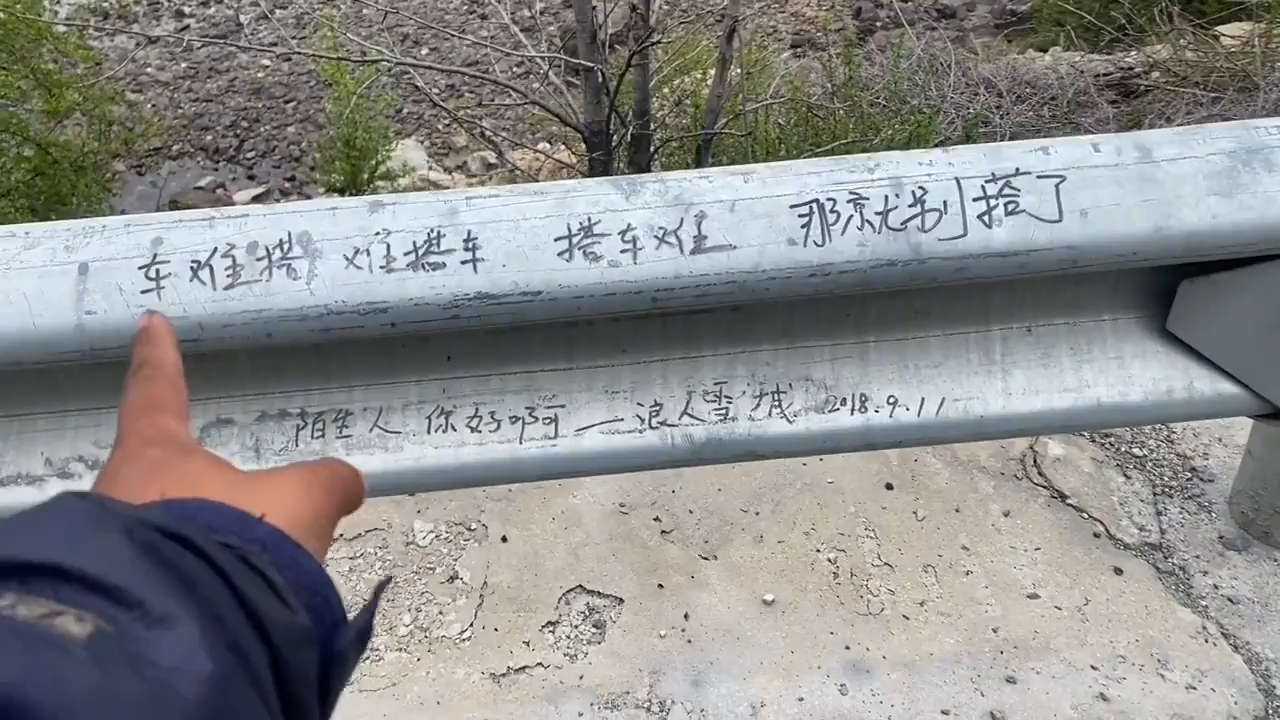 车难搭 难搭车 搭车难 那就别搭了
陌生人 你好啊 — 浪人雪城 2018.9.11